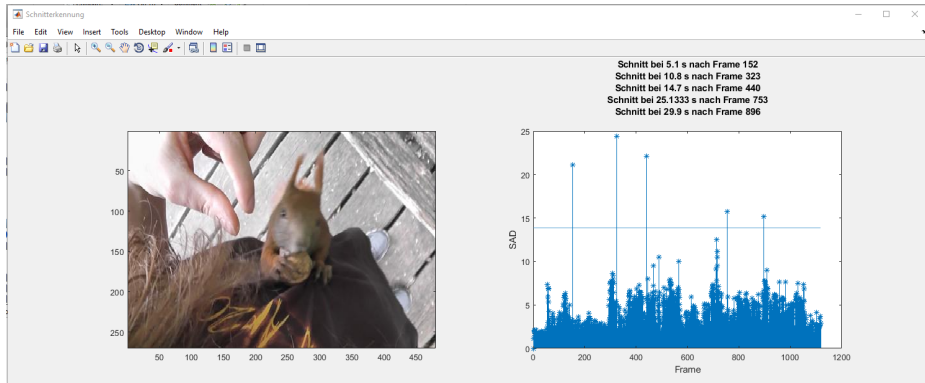 Schnitterkennung
File Edit View Insert Tools Desktop Window Help
Schnitt bei 5.1 s nach Frame 152
Schnitt bei 10.8 s nach Frame 323
Schnitt bei 14.7 s nach Frame 440
Schnitt bei 25.1333 s nach Frame 753
Schnitt bei 29.9 s nach Frame 896
50
100
150
200
250
50 100 150 200 250 300 350 400 450
25
20
15
10
5
0
SAD
0 200 400 600 800 1000 1200
Frame